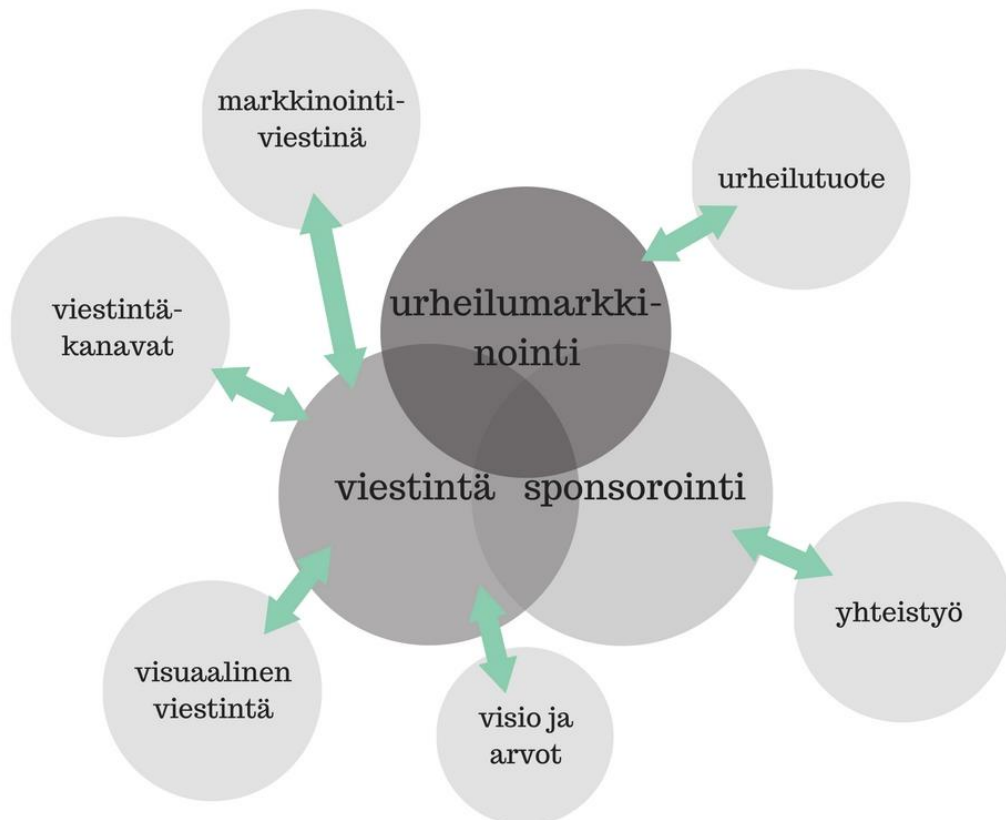 markkinointi-
viestinä
urheilutuote
viestintä-
kanavat
urheilumarkki-
nointi
viestintä
sponsorointi
yhteistyö
visuaalinen
viestintä
visio ja
arvot